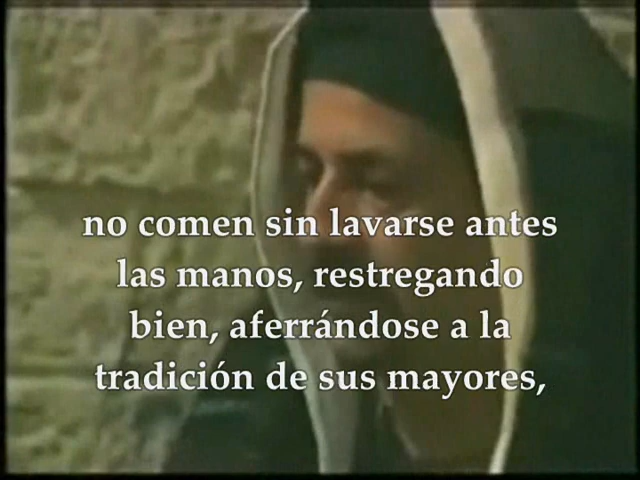 no comen sin lavarse antes
las manos, restregando
bien, aferrándose a la
tradición de sus mayores,